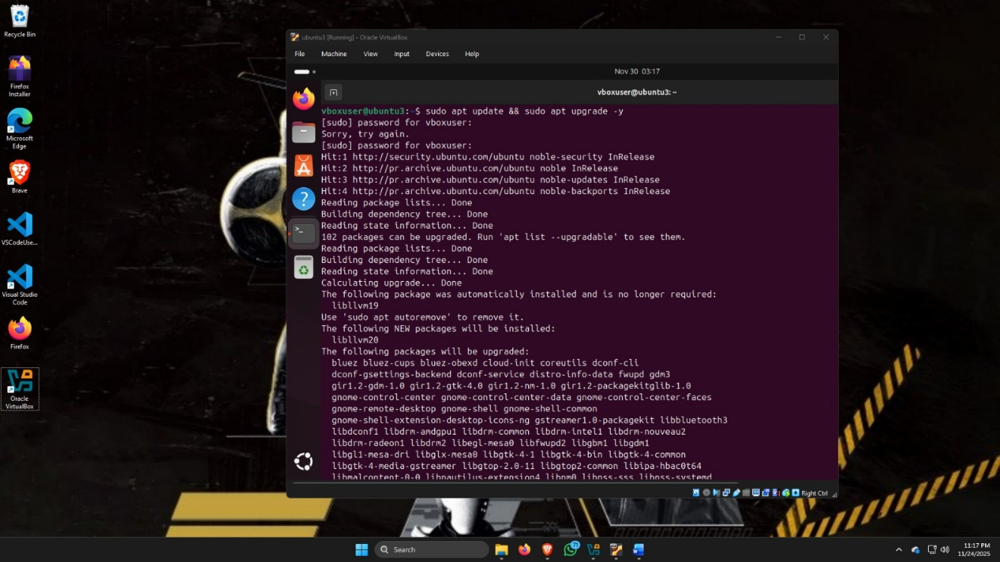 Recycle Bin
Firefox
Installer
Microsoft
Edge
Brave
VSCodeUse...
Visual Studio
Code
Firefox
Oracle
VirtualBox
ubuntu3 [Running] - Oracle VirtualBox
File Machine View Input Devices Help
Nov 30 03:17
vboxuser@ubuntu3: ~
vboxuser@ubuntu3:~$ sudo apt update && sudo apt upgrade -y
[sudo] password for vboxuser:
Sorry, try again.
[sudo] password for vboxuser:
Hit:1 http://security.ubuntu.com/ubuntu noble-security InRelease
Hit:2 http://pr.archive.ubuntu.com/ubuntu noble InRelease
Hit:3 http://pr.archive.ubuntu.com/ubuntu noble-updates InRelease
Hit:4 http://pr.archive.ubuntu.com/ubuntu noble-backports InRelease
Reading package lists... Done
Building dependency tree... Done
Reading state information... Done
102 packages can be upgraded. Run 'apt list --upgradable' to see them.
Reading package lists... Done
Building dependency tree... Done
Reading state information... Done
Calculating upgrade... Done
The following package was automatically installed and is no longer required:
libllvm19
Use 'sudo apt autoremove' to remove it.
The following NEW packages will be installed:
libllvm20
The following packages will be upgraded:
bluez bluez-cups bluez-obexd cloud-init coreutils dconf-cli
dconf-gsettings-backend dconf-service distro-info-data fwupd gdm3
gir1.2-gdm-1.0 gir1.2-gtk-4.0 gir1.2-nm-1.0 gir1.2-packagekitglib-1.0
gnome-control-center gnome-control-center-data gnome-control-center-faces
gnome-remote-desktop gnome-shell gnome-shell-common
gnome-shell-extension-desktop-icons-ng gstreamer1.0-packagekit libbluetooth3
libdconf1 libdrm-amdgpu1 libdrm-common libdrm-intel1 libdrm-nouveau2
libdrm-radeon1 libdrm2 libegl-mesa0 libfwupd2 libgbm1 libgdm1
libgl1-mesa-dri libglx-mesa0 libgtk-4-1 libgtk-4-bin libgtk-4-common
libgtk-4-media-gstreamer libgtop-2.0-11 libgtop2-common libipa-hbac0t64
libmalcontent-0-0 libnautilus-extension4 libnm0 libnss-sss libnss-systemd
Right Ctrl
Search
71
11:17 PM
11/24/2025